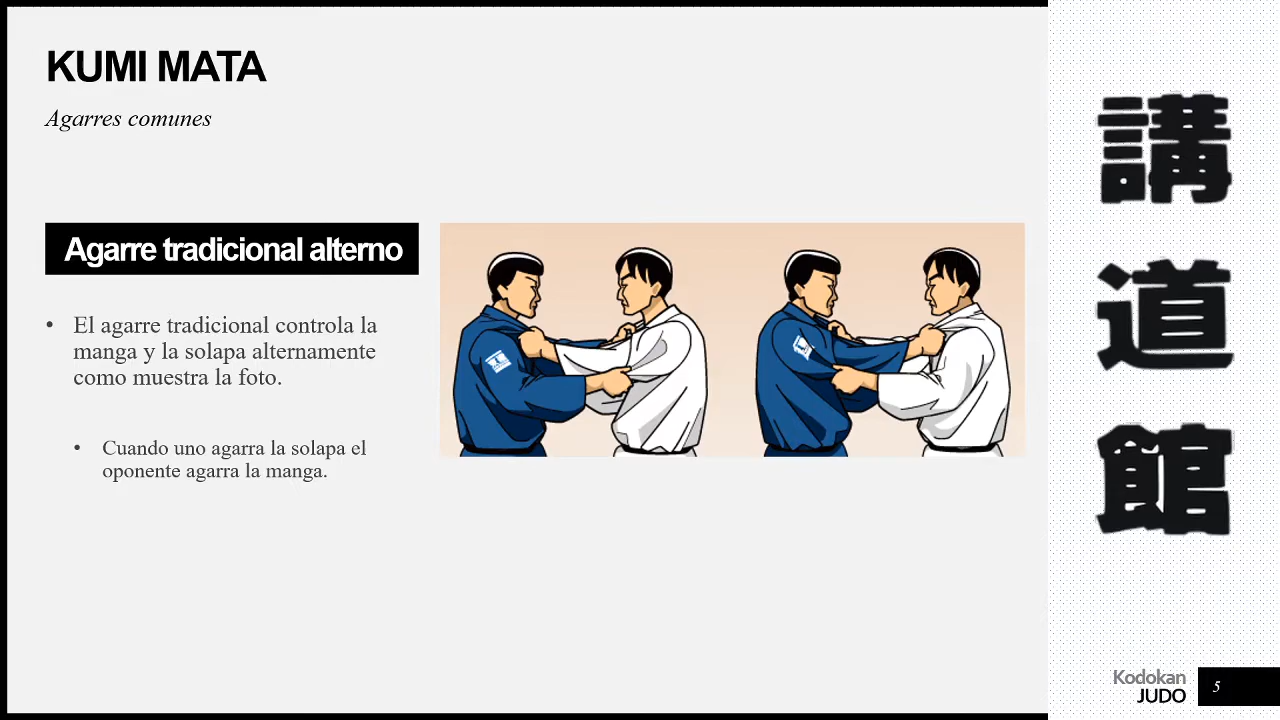 KUMI MATA
Agarres comunes
Agarre tradicional alterno
• El agarre tradicional controla la
manga y la solapa alternamente
como muestra la foto.
• Cuando uno agarra la solapa el
oponente agarra la manga.
講
道
館
Kodokan
JUDO
5